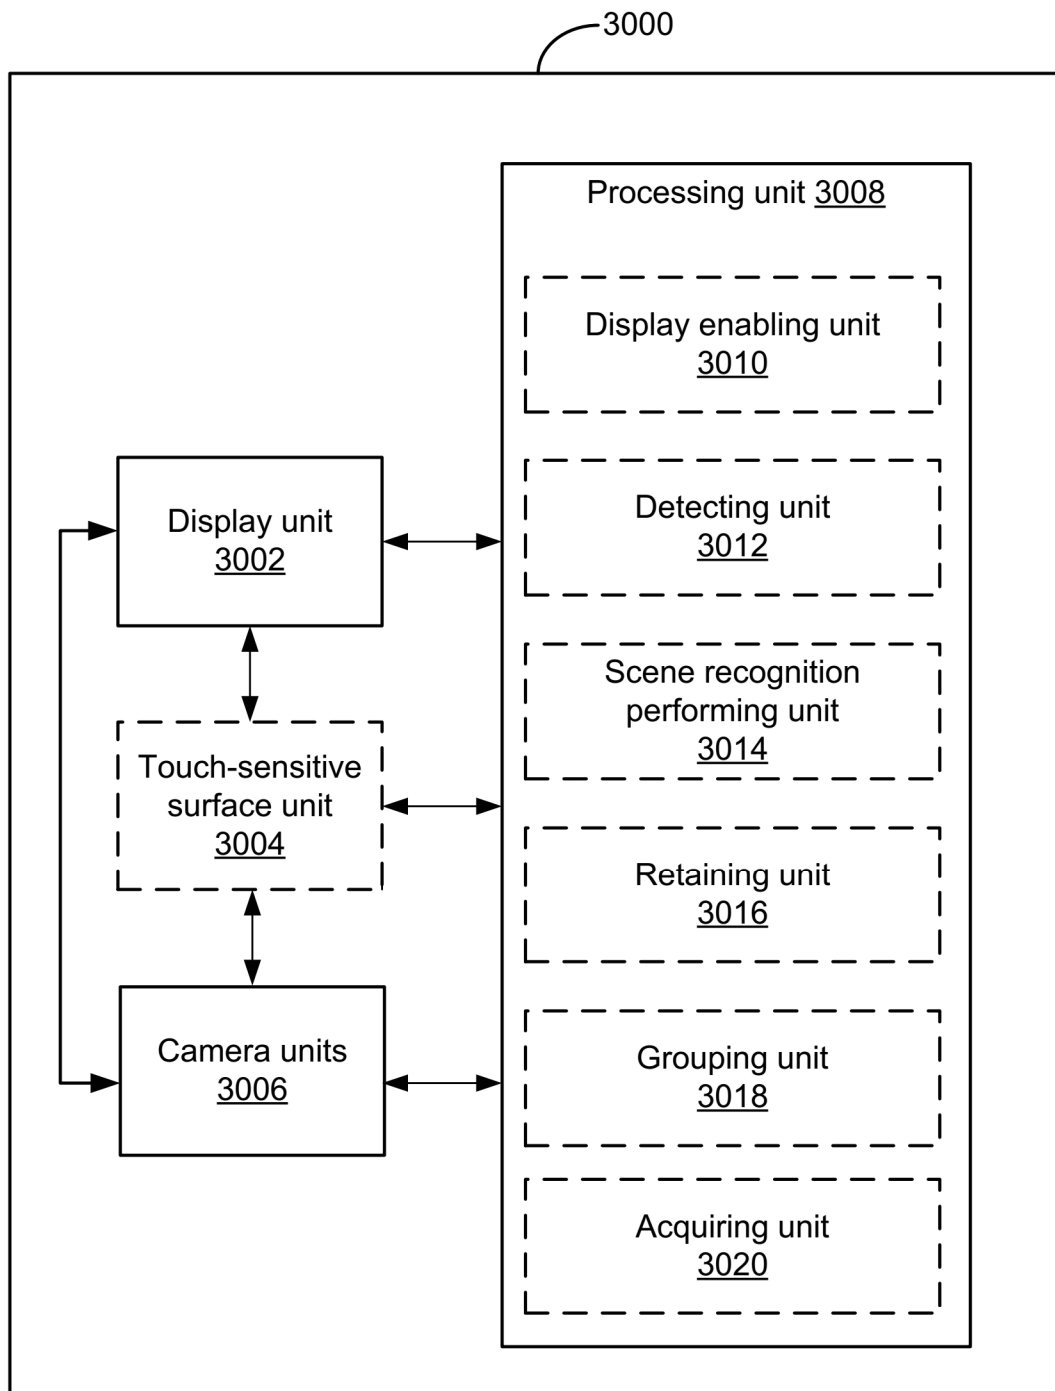 3000
Processing unit 3008
Display enabling unit
3010
Detecting unit
3012
Scene recognition
performing unit
3014
Retaining unit
3016
Grouping unit
3018
Acquiring unit
3020
Display unit
3002
Touch-sensitive
surface unit
3004
Camera units
3006